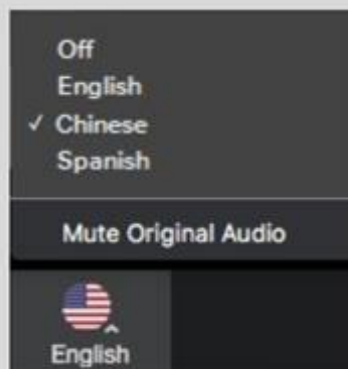 Off
English
✓ Chinese
Spanish
Mute Original Audio
English